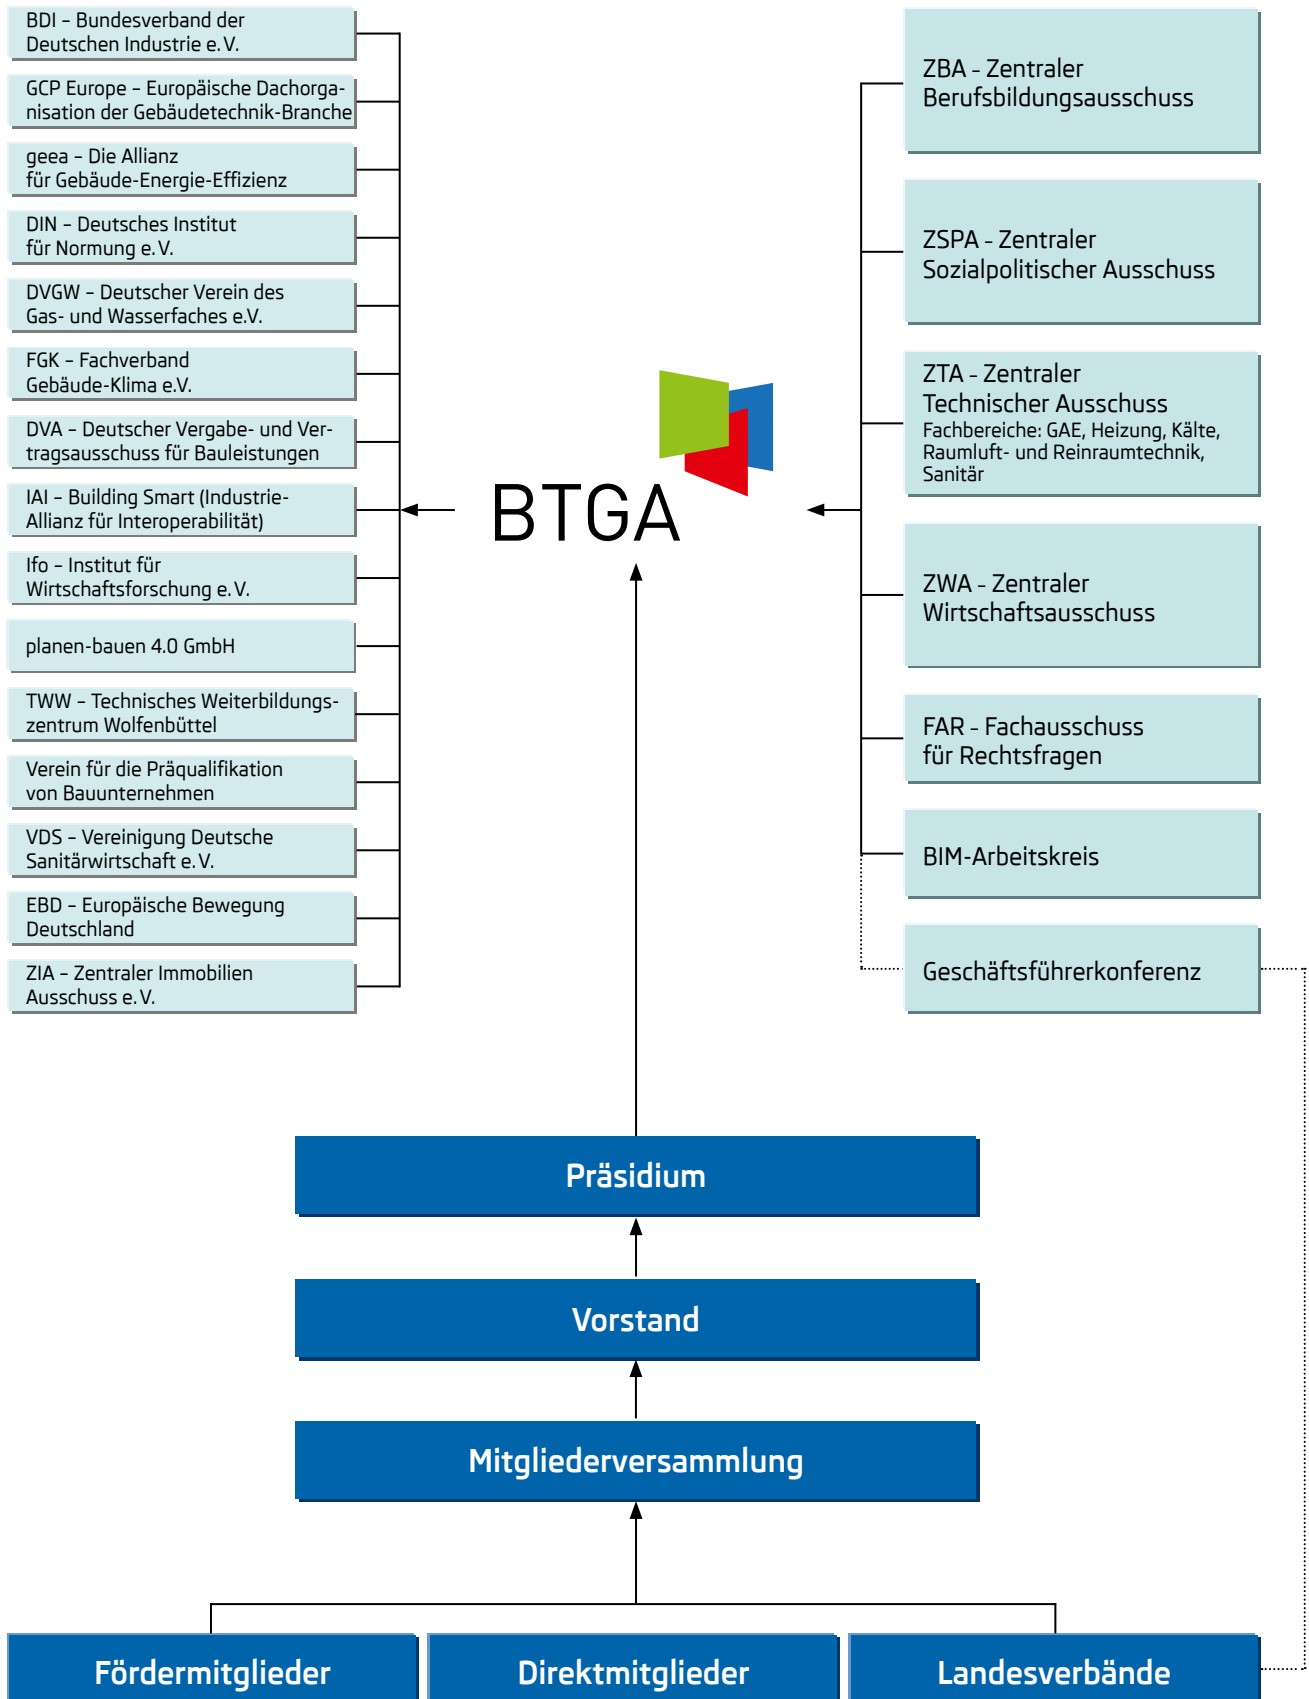 BDI – Bundesverband der
Deutschen Industrie e. V.
GCP Europe – Europäische Dachorga-
nisation der Gebäudetechnik-Branche
geea – Die Allianz
für Gebäude-Energie-Effizienz
DIN – Deutsches Institut
für Normung e. V.
DVGW – Deutscher Verein des
Gas- und Wasserfaches e.V.
FGK – Fachverband
Gebäude-Klima e.V.
DVA – Deutscher Vergabe- und Ver-
tragsausschuss für Bauleistungen
IAI – Building Smart (Industrie-
Allianz für Interoperabilität)
Ifo – Institut für
Wirtschaftsforschung e. V.
planen-bauen 4.0 GmbH
TWW – Technisches Weiterbildungs-
zentrum Wolfenbüttel
Verein für die Präqualifikation
von Bauunternehmen
VDS – Vereinigung Deutsche
Sanitärwirtschaft e. V.
EBD – Europäische Bewegung
Deutschland
ZIA – Zentraler Immobilien
Ausschuss e. V.
BTGA
ZBA – Zentraler
Berufsbildungsausschuss
ZSPA – Zentraler
Sozialpolitischer Ausschuss
ZTA – Zentraler
Technischer Ausschuss
Fachbereiche: GAE, Heizung, Kälte,
Raumluft- und Reinraumtechnik,
Sanitär
ZWA – Zentraler
Wirtschaftsausschuss
FAR – Fachausschuss
für Rechtsfragen
BIM-Arbeitskreis
Geschäftsführerkonferenz
Präsidium
Vorstand
Mitgliederversammlung
Fördermitglieder
Direktmitglieder
Landesverbände